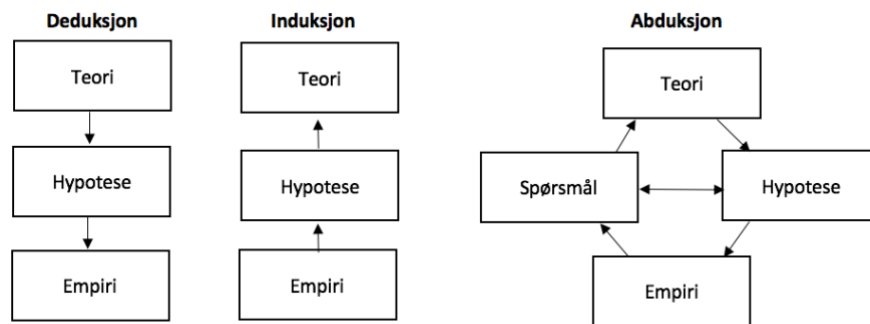 Deduksjon
Teori
Hypotese
Empiri
Induksjon
Teori
Hypotese
Empiri
Abduksjon
Teori
Spørsmål
Hypotese
Empiri